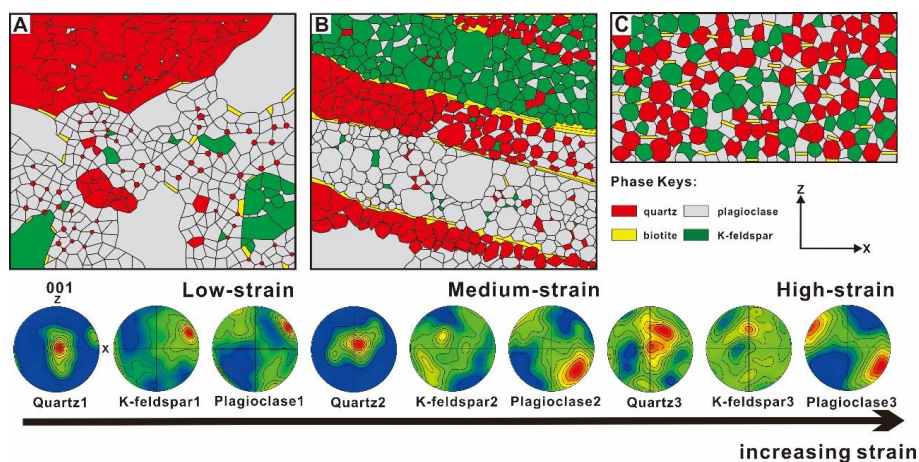 A
B
C
Phase Keys:
quartz
plagioclase
biotite
K-feldspar
Z
X
001
Z
X
Low-strain
Medium-strain
High-strain
Quartz1
K-feldspar1
Plagioclase1
Quartz2
K-feldspar2
Plagioclase2
Quartz3
K-feldspar3
Plagioclase3
increasing strain